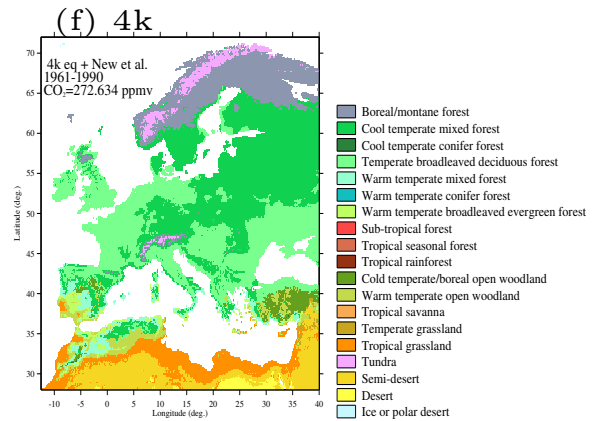 (f) 4k
4k eq + New et al.
1961-1990
CO₂=272.634 ppmv
70
65
60
55
50
45
40
35
30
Latitude (deg.)
-10 -5 0 5 10 15 20 25 30 35 40
Longitude (deg.)
Boreal/montane forest
Cool temperate mixed forest
Cool temperate conifer forest
Temperate broadleaved deciduous forest
Warm temperate mixed forest
Warm temperate conifer forest
Warm temperate broadleaved evergreen forest
Sub-tropical forest
Tropical seasonal forest
Tropical rainforest
Cold temperate/boreal open woodland
Warm temperate open woodland
Tropical savanna
Temperate grassland
Tropical grassland
Tundra
Semi-desert
Desert
Ice or polar desert